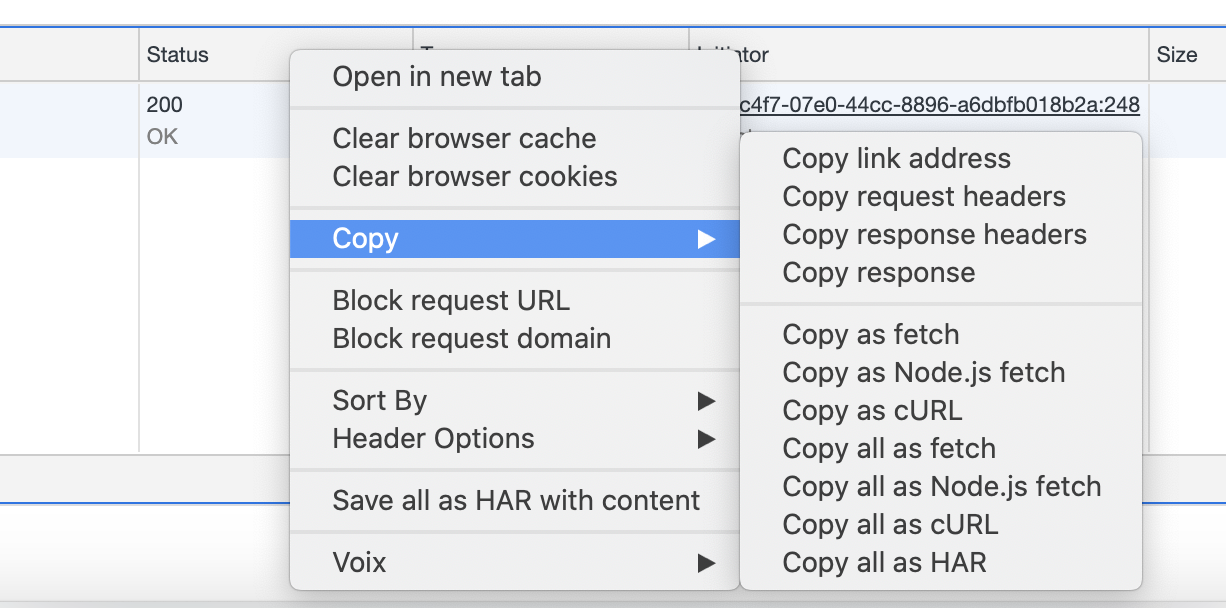 Status
Size
200
OK
c4f7-07e0-44cc-8896-a6dbfb018b2a:248
Open in new tab
Clear browser cache
Clear browser cookies
Copy
Block request URL
Block request domain
Sort By
Header Options
Save all as HAR with content
Voix
Copy link address
Copy request headers
Copy response headers
Copy response
Copy as fetch
Copy as Node.js fetch
Copy as cURL
Copy all as fetch
Copy all as Node.js fetch
Copy all as cURL
Copy all as HAR